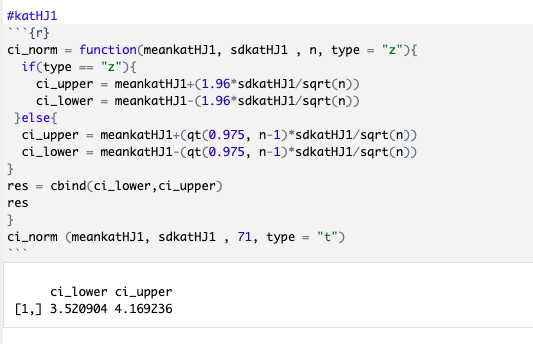 #katHJ1
```{r}
ci_norm = function(meankatHJ1, sdkatHJ1 , n, type = "z"){
  if(type == "z"){
    ci_upper = meankatHJ1+(1.96*sdkatHJ1/sqrt(n))
    ci_lower = meankatHJ1-(1.96*sdkatHJ1/sqrt(n))
 }else{
  ci_upper = meankatHJ1+(qt(0.975, n-1)*sdkatHJ1/sqrt(n))
  ci_lower = meankatHJ1-(qt(0.975, n-1)*sdkatHJ1/sqrt(n))
}
res = cbind(ci_lower,ci_upper)
res
}
ci_norm (meankatHJ1, sdkatHJ1 , 71, type = "t")
```
     ci_lower ci_upper
[1,] 3.520904 4.169236